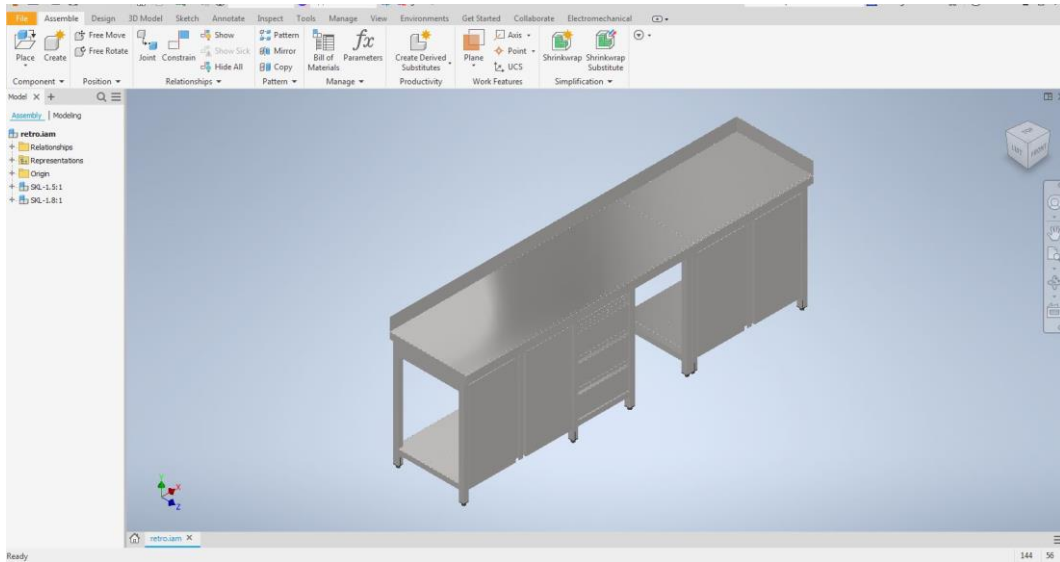 File Assemble Design 3D Model Sketch Annotate Inspect Tools Manage View Environments Get Started Collaborate Electromechanical
Place Create Free Move Joint Constrain Show Pattern Bill of Materials Parameters Create Derived Substitutes Plane Axis Shrinkwrap Shrinkwrap Substitute
Free Rotate Show Sick Mirror Point
Hide All Copy UCS
Component Position Relationships Pattern Manage Productivity Work Features Simplification
Model
Assembly | Modeling
retro.iam
Relationships
Representations
Origin
SKL-1.5:1
SKL-1.8:1
TOP
LEFT FRONT
Y
X
Z
retro.iam
Ready 144 56